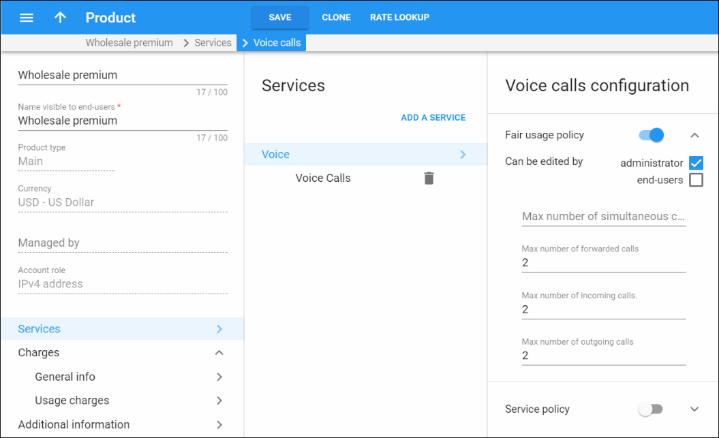 Product
SAVE
CLONE
RATE LOOKUP
Wholesale premium
Services
Voice calls
Wholesale premium
17 / 100
Name visible to end-users *
Wholesale premium
17 / 100
Product type
Main
Currency
USD - US Dollar
Managed by
Account role
IPv4 address
Services
Charges
General info
Usage charges
Additional information
Services
ADD A SERVICE
Voice
Voice Calls
Voice calls configuration
Fair usage policy
Can be edited by
administrator
end-users
Max number of simultaneous c...
Max number of forwarded calls
2
Max number of incoming calls.
2
Max number of outgoing calls
2
Service policy